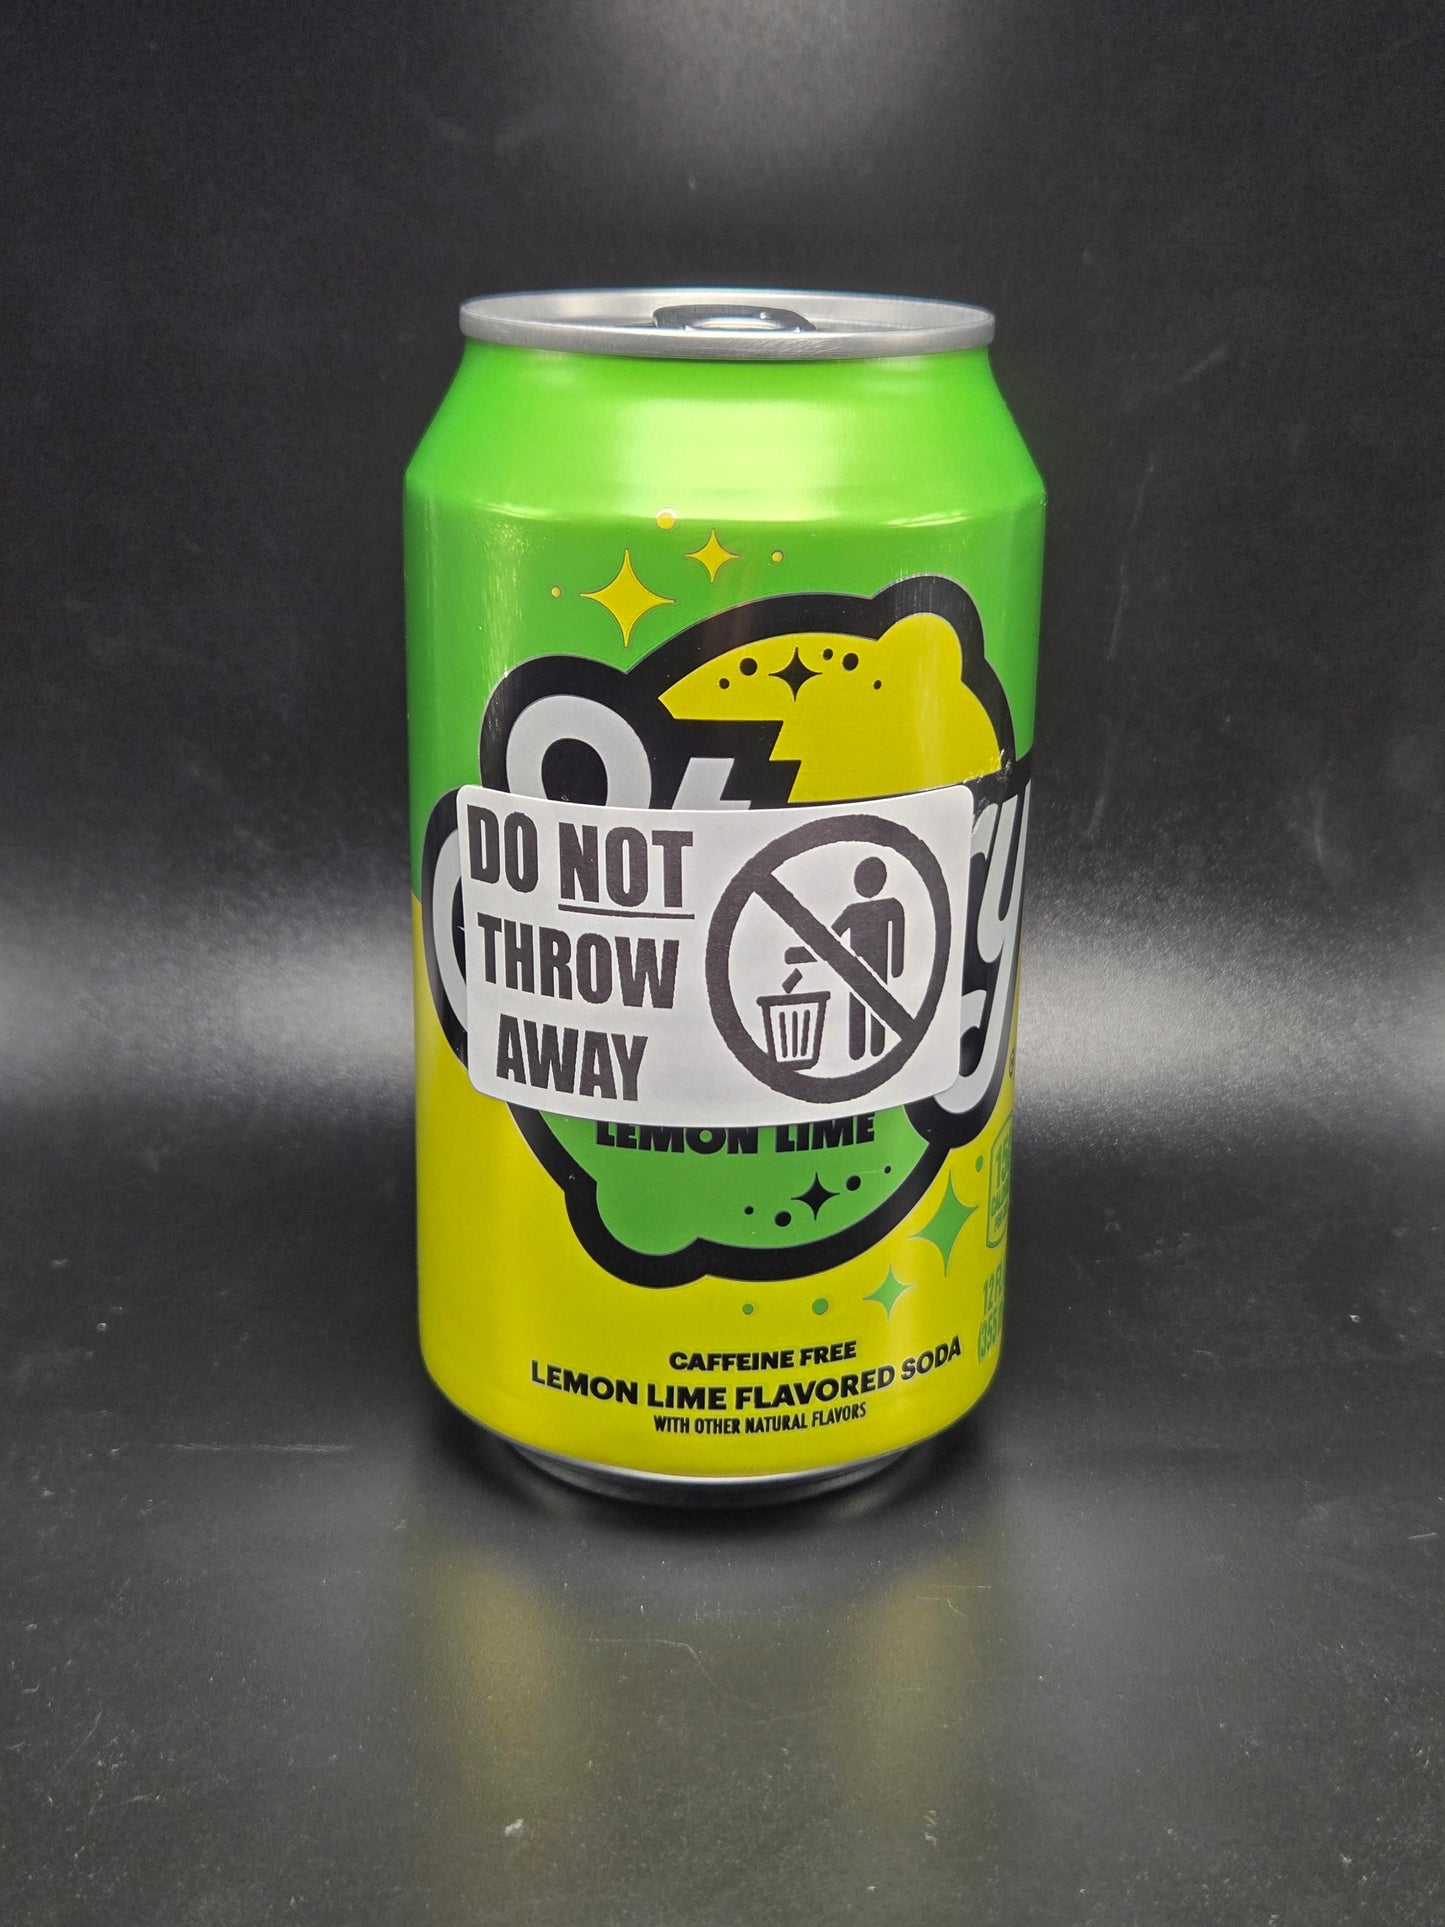 DO NOT
THROW
AWAY
LEMON LIME
CAFFEINE FREE
LEMON LIME FLAVORED SODA
WITH OTHER NATURAL FLAVORS